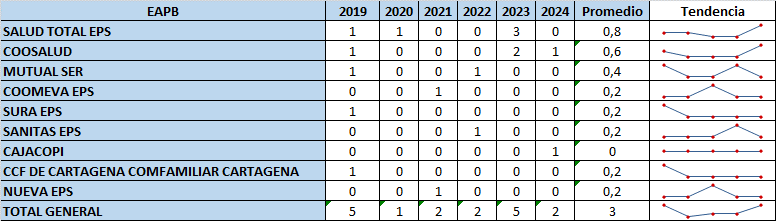 EAPB 2019 2020 2021 2022 2023 2024 Promedio Tendencia
SALUD TOTAL EPS 1 1 0 0 3 0 0,8
COOSALUD 1 0 0 0 2 1 0,6
MUTUAL SER 1 0 0 1 0 0 0,4
COOMEVA EPS 0 0 1 0 0 0 0,2
SURA EPS 1 0 0 0 0 0 0,2
SANITAS EPS 0 0 0 1 0 0 0,2
CAJACOPI 0 0 0 0 0 1 0
CCF DE CARTAGENA COMFAMILIAR CARTAGENA 1 0 0 0 0 0 0,2
NUEVA EPS 0 0 1 0 0 0 0,2
TOTAL GENERAL 5 1 2 2 5 2 3